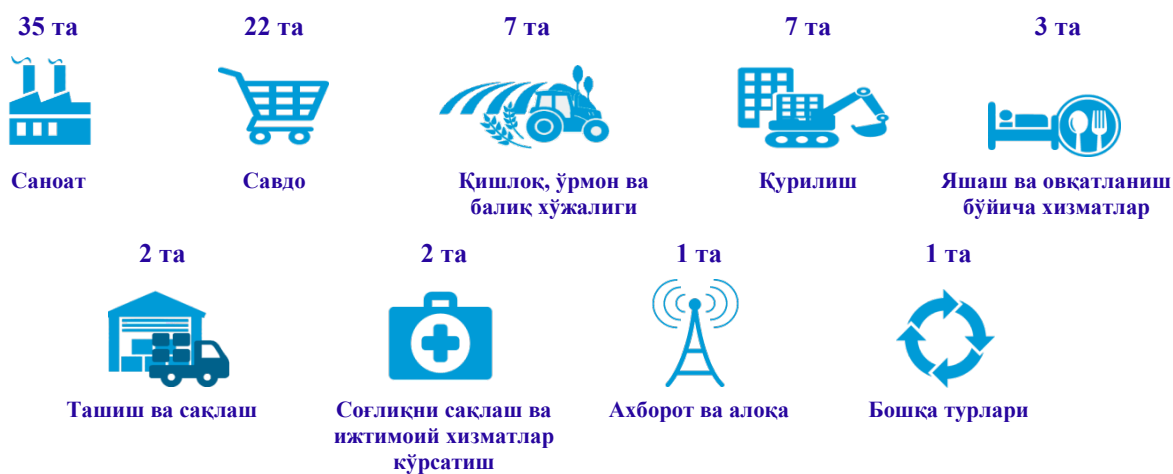 35 та
22 та
7 та
7 та
3 та
Саноат
Савдо
Қишлоқ, ўрмон ва
балиқ хўжалиги
Қурилиш
Яшаш ва овқатланиш
бўйича хизматлар
2 та
2 та
1 та
1 та
Ташиш ва сақлаш
Соғлиқни сақлаш ва
ижтимоий хизматлар
кўрсатиш
Ахборот ва алоқа
Бошқа турлари